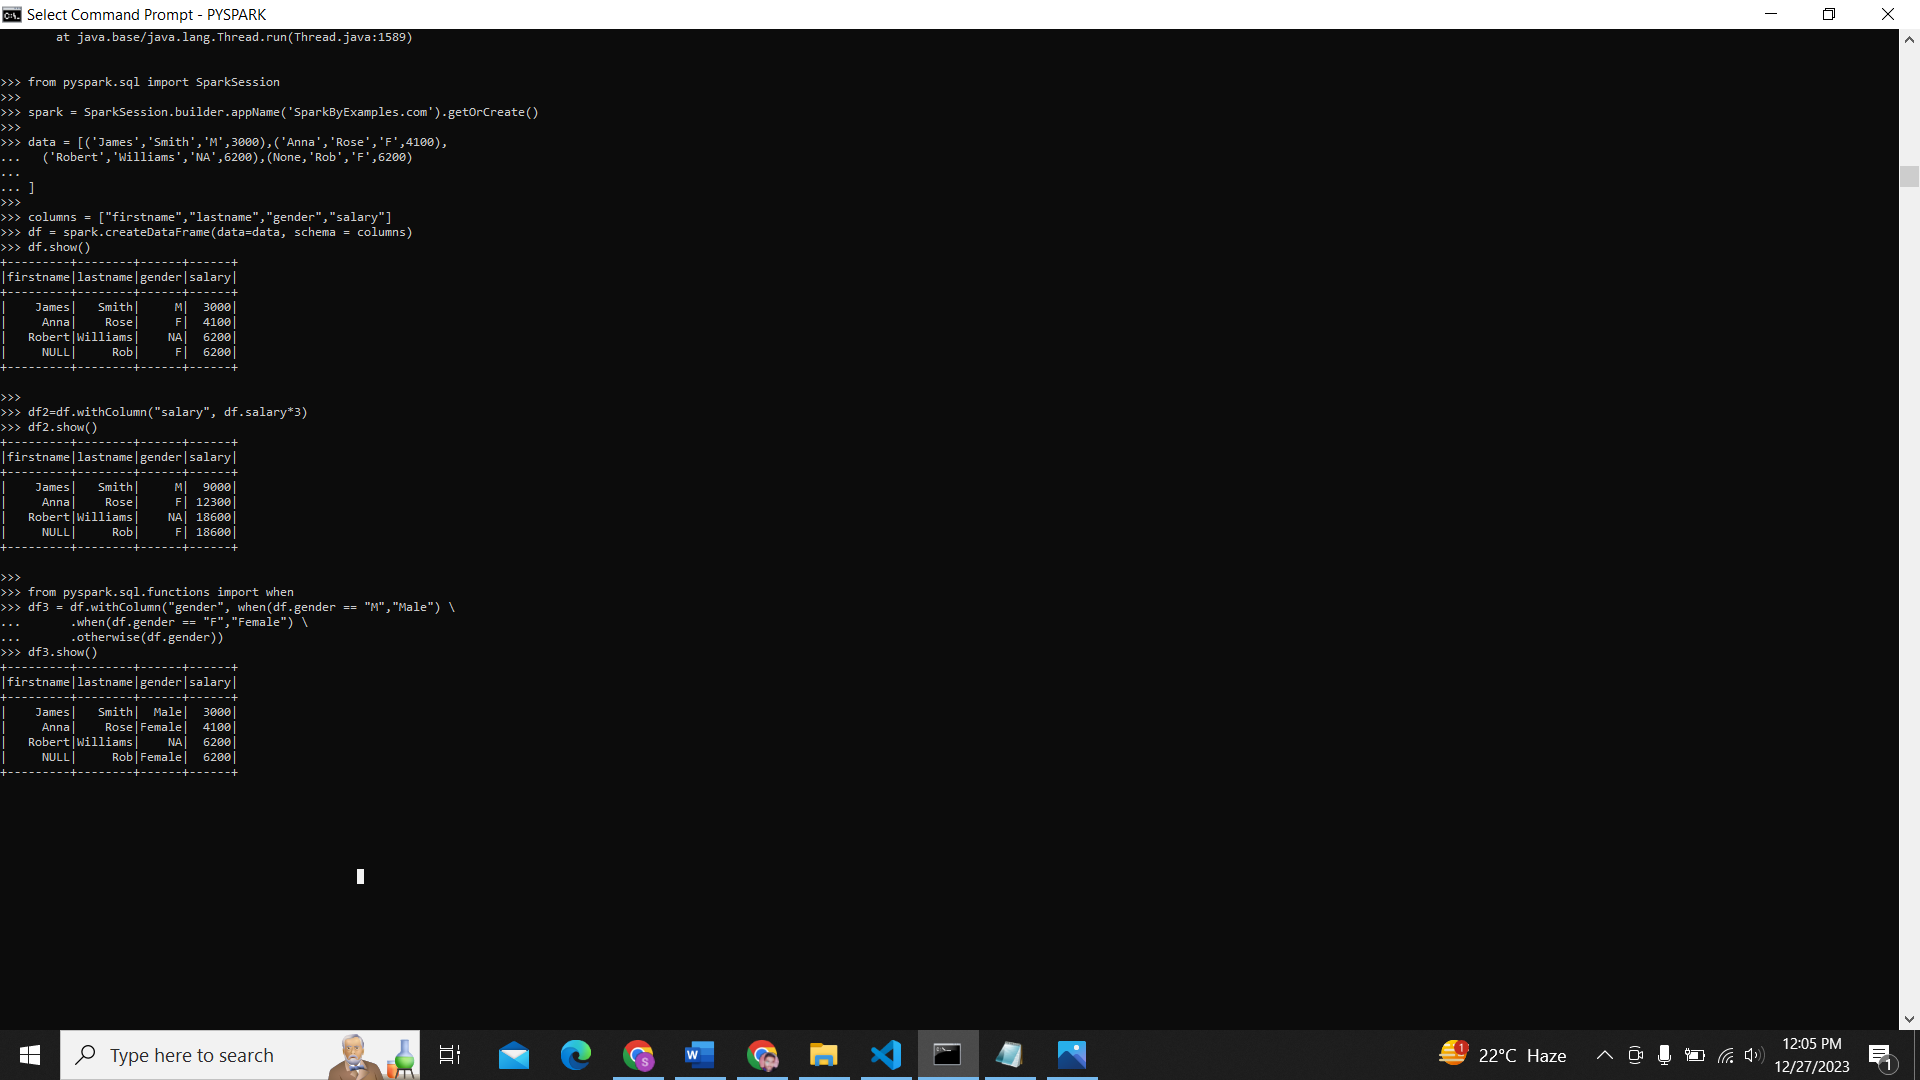 Select Command Prompt - PYSPARK
        at java.base/java.lang.Thread.run(Thread.java:1589)
>>> from pyspark.sql import SparkSession
>>>
>>> spark = SparkSession.builder.appName('SparkByExamples.com').getOrCreate()
>>>
>>> data = [('James','Smith','M',3000),('Anna','Rose','F',4100),
...   ('Robert','Williams','NA',6200),(None,'Rob','F',6200)
...
... ]
>>>
>>> columns = ["firstname","lastname","gender","salary"]
>>> df = spark.createDataFrame(data=data, schema = columns)
>>> df.show()
+---------+--------+------+------+
|firstname|lastname|gender|salary|
+---------+--------+------+------+
|    James|   Smith|     M|  3000|
|     Anna|    Rose|     F|  4100|
|   Robert|Williams|    NA|  6200|
|     NULL|     Rob|     F|  6200|
+---------+--------+------+------+
>>>
>>> df2=df.withColumn("salary", df.salary*3)
>>> df2.show()
+---------+--------+------+------+
|firstname|lastname|gender|salary|
+---------+--------+------+------+
|    James|   Smith|     M|  9000|
|     Anna|    Rose|     F| 12300|
|   Robert|Williams|    NA| 18600|
|     NULL|     Rob|     F| 18600|
+---------+--------+------+------+
>>>
>>> from pyspark.sql.functions import when
>>> df3 = df.withColumn("gender", when(df.gender == "M","Male") \
...       .when(df.gender == "F","Female") \
...       .otherwise(df.gender))
>>> df3.show()
+---------+--------+------+------+
|firstname|lastname|gender|salary|
+---------+--------+------+------+
|    James|   Smith|  Male|  3000|
|     Anna|    Rose|Female|  4100|
|   Robert|Williams|    NA|  6200|
|     NULL|     Rob|Female|  6200|
+---------+--------+------+------+
Type here to search
1
22°C Haze
12:05 PM
12/27/2023
1